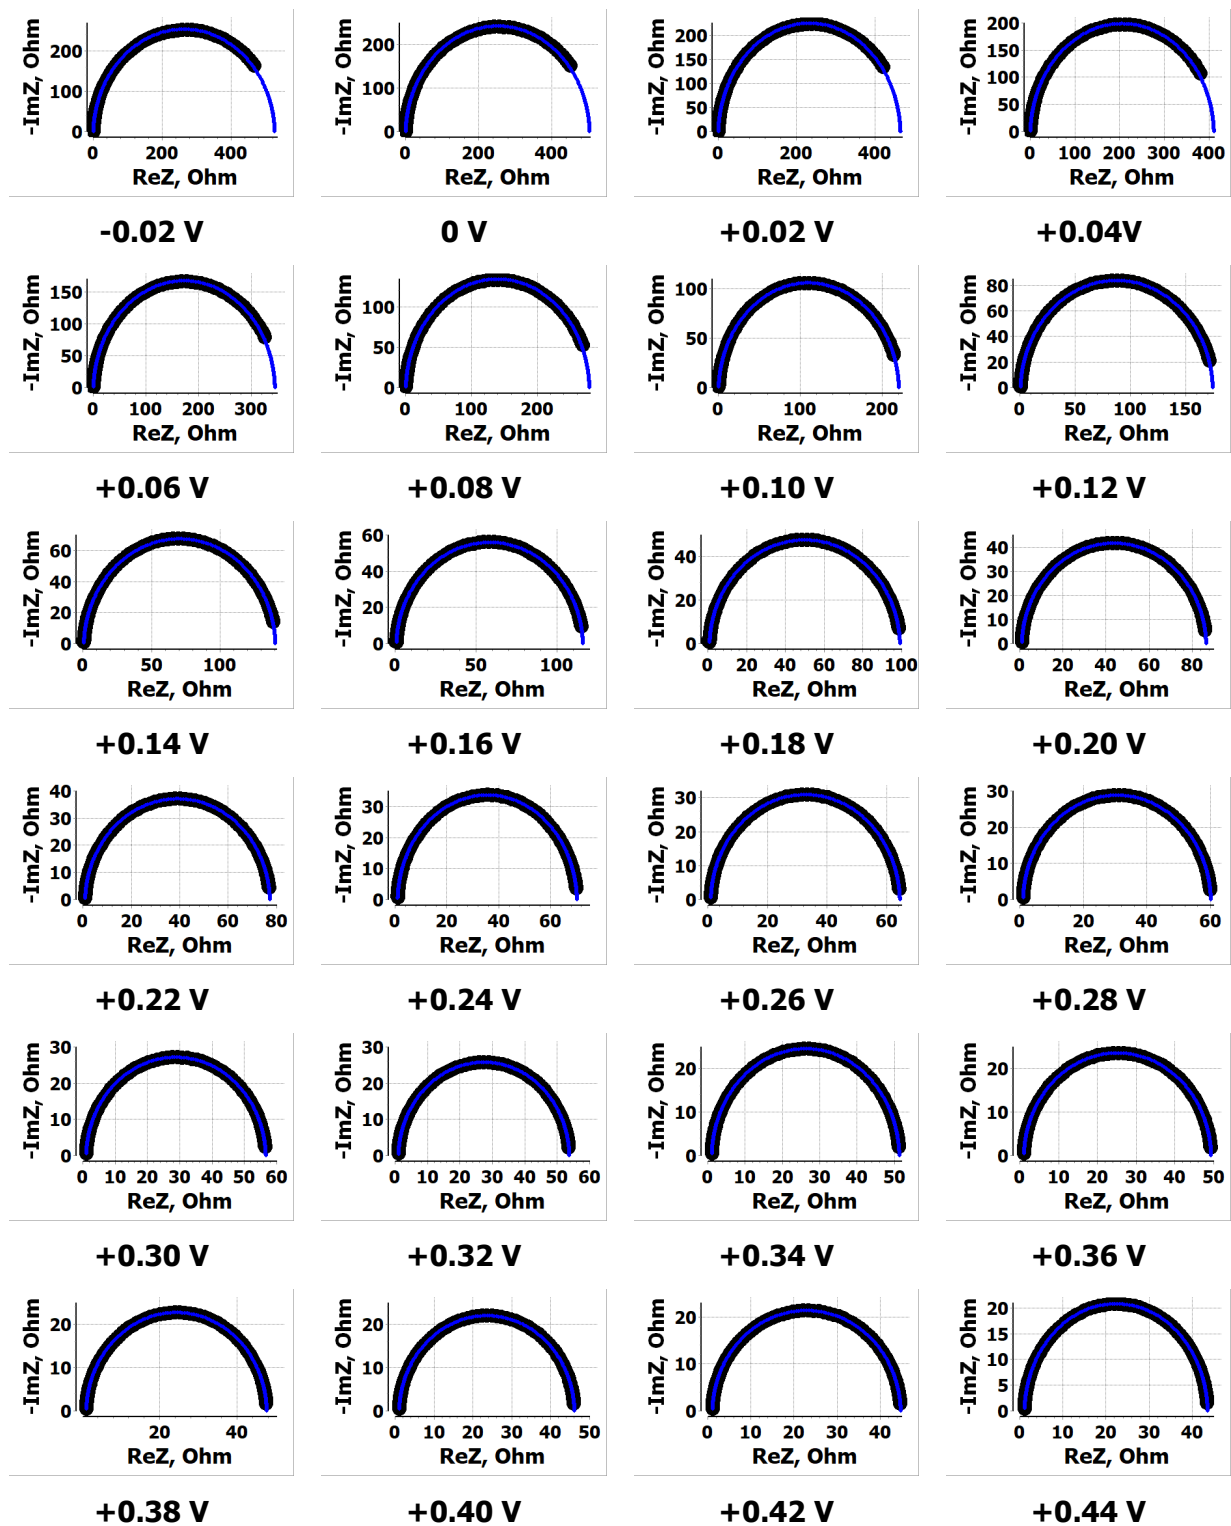 -ImZ, Ohm
200
100
0
0 200 400
ReZ, Ohm
-0.02 V
-ImZ, Ohm
200
100
0
0 200 400
ReZ, Ohm
0 V
-ImZ, Ohm
200
150
100
50
0
0 200 400
ReZ, Ohm
+0.02 V
-ImZ, Ohm
200
150
100
50
0
0 100 200 300 400
ReZ, Ohm
+0.04V
-ImZ, Ohm
150
100
50
0
0 100 200 300
ReZ, Ohm
+0.06 V
-ImZ, Ohm
100
50
0
0 100 200
ReZ, Ohm
+0.08 V
-ImZ, Ohm
100
50
0
0 100 200
ReZ, Ohm
+0.10 V
-ImZ, Ohm
80
60
40
20
0
0 50 100 150
ReZ, Ohm
+0.12 V
-ImZ, Ohm
60
40
20
0
0 50 100
ReZ, Ohm
+0.14 V
-ImZ, Ohm
60
40
20
0
0 50 100
ReZ, Ohm
+0.16 V
-ImZ, Ohm
40
20
0
0 20 40 60 80 100
ReZ, Ohm
+0.18 V
-ImZ, Ohm
40
30
20
10
0
0 20 40 60 80
ReZ, Ohm
+0.20 V
-ImZ, Ohm
40
30
20
10
0
0 20 40 60 80
ReZ, Ohm
+0.22 V
-ImZ, Ohm
30
20
10
0
0 20 40 60
ReZ, Ohm
+0.24 V
-ImZ, Ohm
30
20
10
0
0 20 40 60
ReZ, Ohm
+0.26 V
-ImZ, Ohm
30
20
10
0
0 20 40 60
ReZ, Ohm
+0.28 V
-ImZ, Ohm
30
20
10
0
0 10 20 30 40 50 60
ReZ, Ohm
+0.30 V
-ImZ, Ohm
30
20
10
0
0 10 20 30 40 50 60
ReZ, Ohm
+0.32 V
-ImZ, Ohm
20
10
0
0 10 20 30 40 50
ReZ, Ohm
+0.34 V
-ImZ, Ohm
20
10
0
0 10 20 30 40 50
ReZ, Ohm
+0.36 V
-ImZ, Ohm
20
10
0
20 40
ReZ, Ohm
+0.38 V
-ImZ, Ohm
20
10
0
0 10 20 30 40 50
ReZ, Ohm
+0.40 V
-ImZ, Ohm
20
10
0
0 10 20 30 40
ReZ, Ohm
+0.42 V
-ImZ, Ohm
20
15
10
5
0
0 10 20 30 40
ReZ, Ohm
+0.44 V